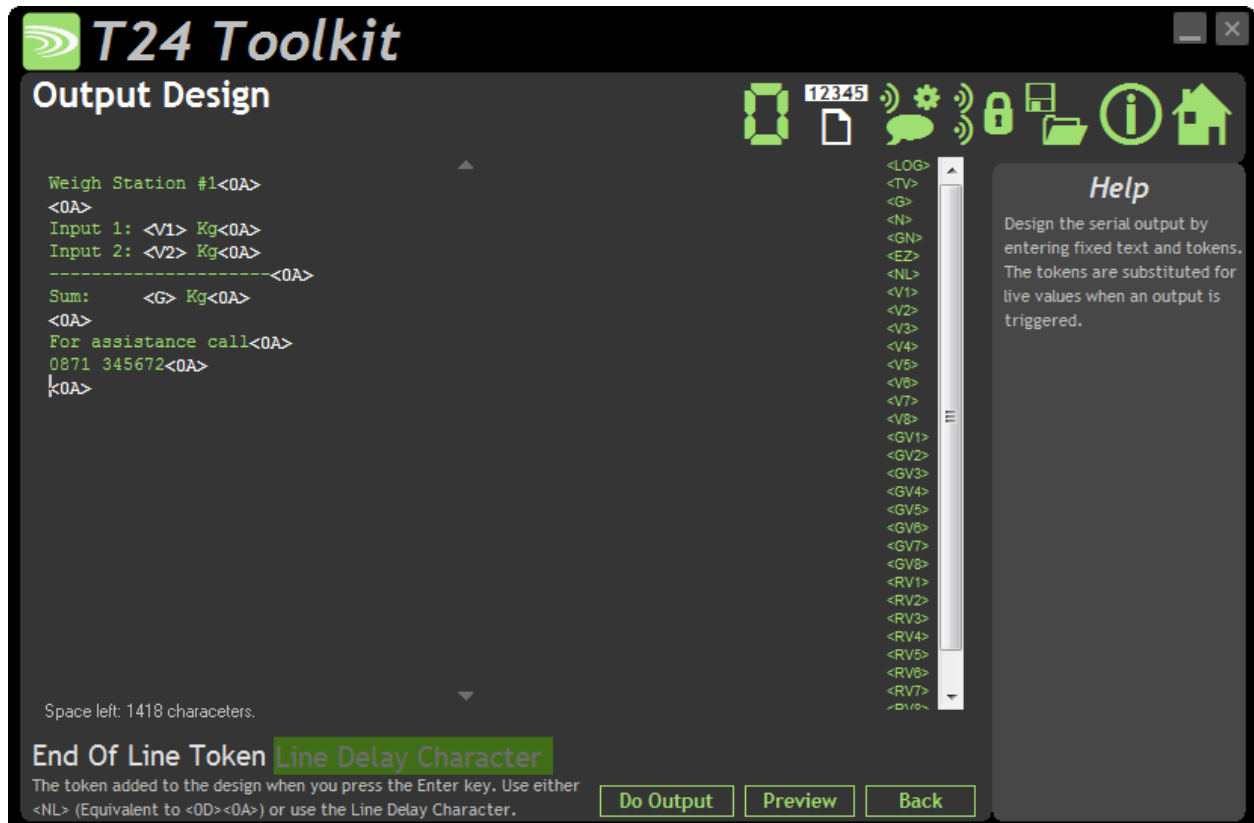 T24 Toolkit
Output Design
12345
Weigh Station #1<0A>
<0A>
Input 1: <V1> Kg<0A>
Input 2: <V2> Kg<0A>
---------------------<0A>
Sum:     <G> Kg<0A>
<0A>
For assistance call<0A>
0871 345672<0A>
<0A>
Space left: 1418 characeters.
<LOG>
<TV>
<G>
<N>
<GN>
<EZ>
<NL>
<V1>
<V2>
<V3>
<V4>
<V5>
<V6>
<V7>
<V8>
<GV1>
<GV2>
<GV3>
<GV4>
<GV5>
<GV6>
<GV7>
<GV8>
<RV1>
<RV2>
<RV3>
<RV4>
<RV5>
<RV6>
<RV7>
<RV8>
Help
Design the serial output by
entering fixed text and tokens.
The tokens are substituted for
live values when an output is
triggered.
End Of Line Token Line Delay Character
The token added to the design when you press the Enter key. Use either
<NL> (Equivalent to <0D><0A>) or use the Line Delay Character.
Do Output
Preview
Back